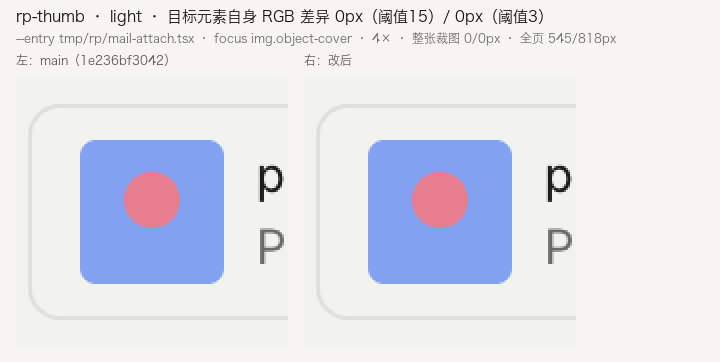 rp-thumb · light · 目标元素自身 RGB 差异 0px（阈值15）/ 0px（阈值3）
--entry tmp/rp/mail-attach.tsx · focus img.object-cover · 4× · 整张裁图 0/0px · 全页 545/818px
左：main（1e236bf3042） 右：改后
p p
P P